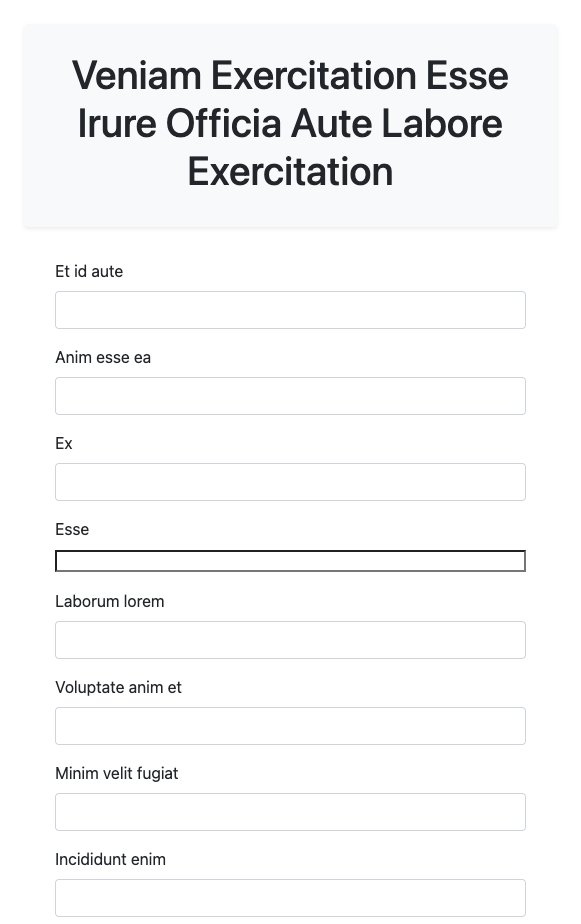 Veniam Exercitation Esse
Irure Officia Aute Labore
Exercitation
Et id aute
Anim esse ea
Ex
Esse
Laborum lorem
Voluptate anim et
Minim velit fugiat
Incididunt enim